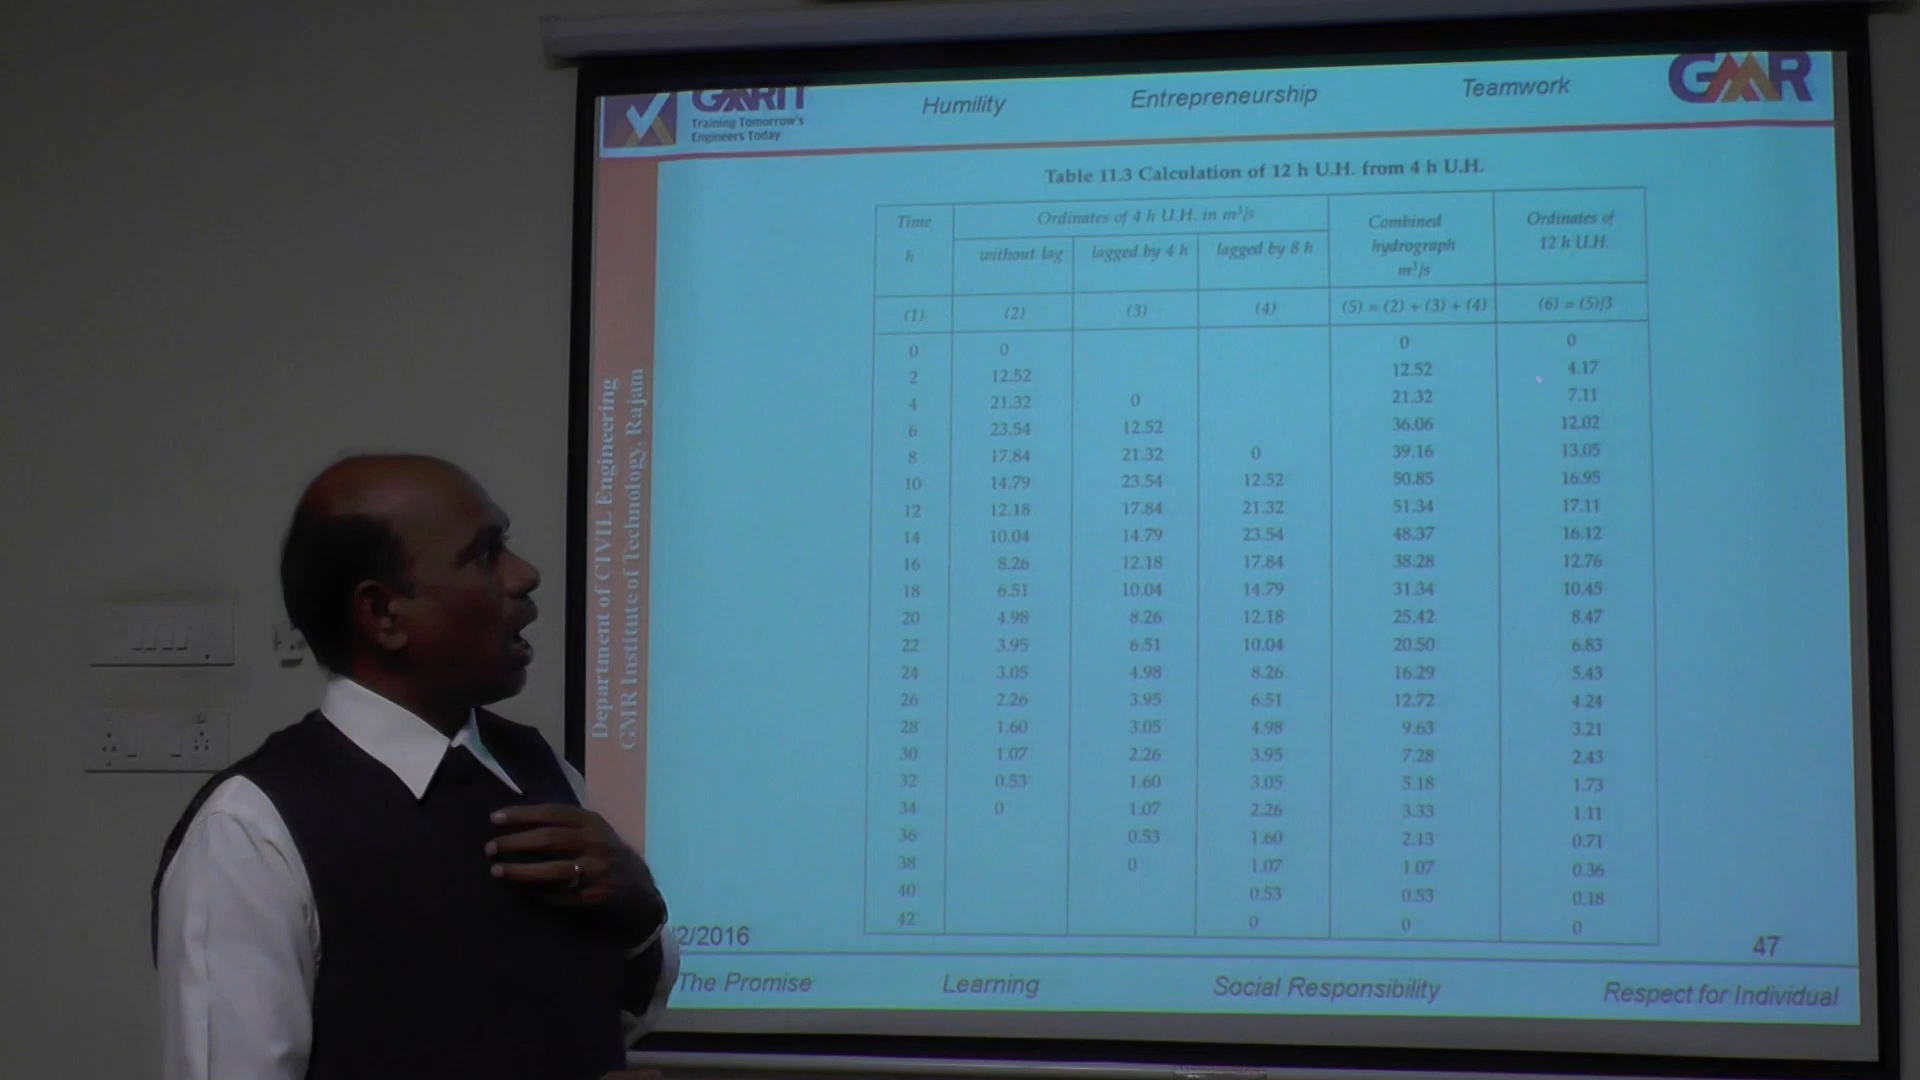 GMRIT
Training Tomorrow's
Engineers Today
Humility Entrepreneurship Teamwork
GMR
Department of CIVIL Engineering
GMR Institute of Technology, Rajam
Table 11.3 Calculation of 12 h U.H. from 4 h U.H.
Time Ordinates of 4 h U.H. in m³/s Combined Ordinates of
h without lag lagged by 4 h lagged by 8 h hydrograph 12 h U.H.
m³/s
(1) (2) (3) (4) (5) = (2) + (3) + (4) (6) = (5)/3
0 0 0 0
2 12.52 12.52 4.17
4 21.32 0 21.32 7.11
6 23.54 12.52 36.06 12.02
8 17.84 21.32 0 39.16 13.05
10 14.79 23.54 12.52 50.85 16.95
12 12.18 17.84 21.32 51.34 17.11
14 10.04 14.79 23.54 48.37 16.12
16 8.26 12.18 17.84 38.28 12.76
18 6.51 10.04 14.79 31.34 10.45
20 4.98 8.26 12.18 25.42 8.47
22 3.95 6.51 10.04 20.50 6.83
24 3.05 4.98 8.26 16.29 5.43
26 2.26 3.95 6.51 12.72 4.24
28 1.60 3.05 4.98 9.63 3.21
30 1.07 2.26 3.95 7.28 2.43
32 0.53 1.60 3.05 5.18 1.73
34 0 1.07 2.26 3.33 1.11
36 0.53 1.60 2.13 0.71
38 0 1.07 1.07 0.36
40 0.53 0.53 0.18
42 0 0 0
2/2016 47
The Promise Learning Social Responsibility Respect for Individual